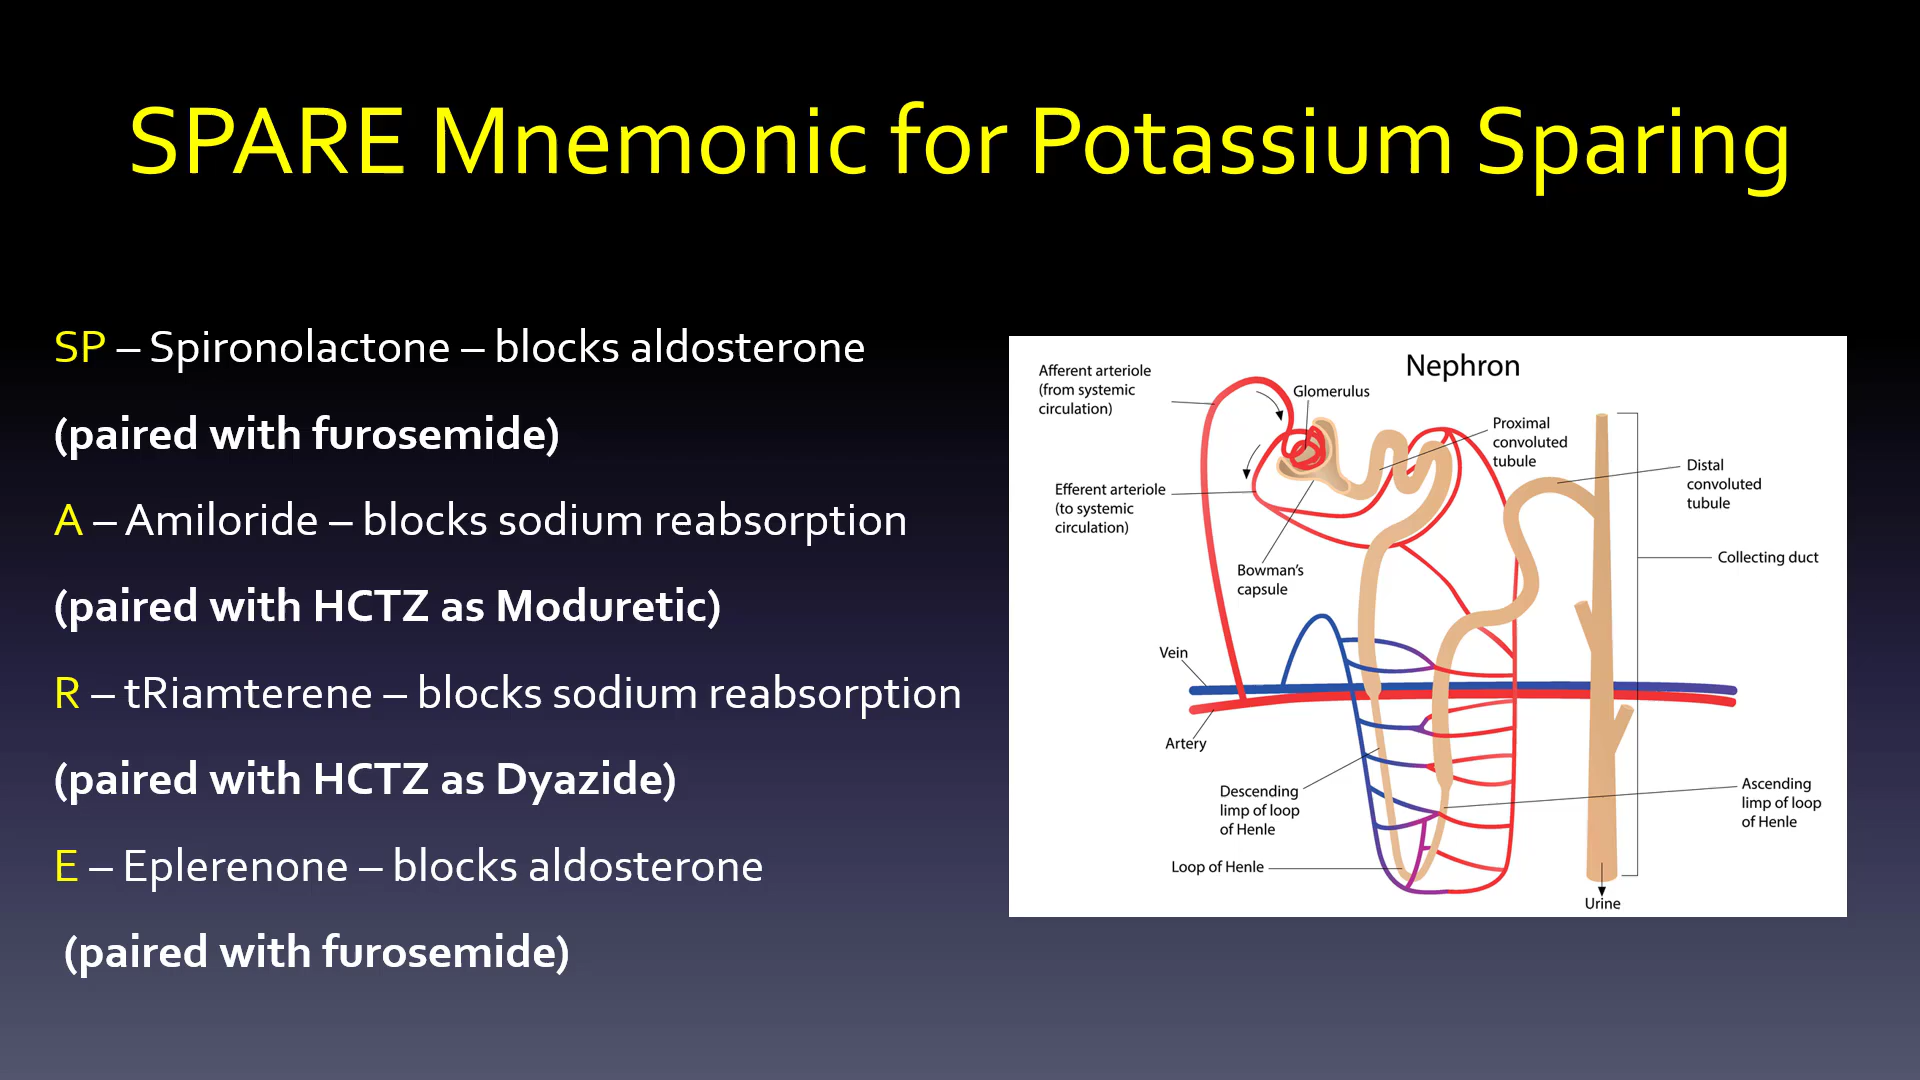 SPARE Mnemonic for Potassium Sparing
SP – Spironolactone – blocks aldosterone
(paired with furosemide)
A – Amiloride – blocks sodium reabsorption
(paired with HCTZ as Moduretic)
R – tRiamterene – blocks sodium reabsorption
(paired with HCTZ as Dyazide)
E – Eplerenone – blocks aldosterone
(paired with furosemide)
Nephron
Afferent arteriole
(from systemic
circulation)
Glomerulus
Proximal
convoluted
tubule
Distal
convoluted
tubule
Efferent arteriole
(to systemic
circulation)
Collecting duct
Bowman's
capsule
Vein
Artery
Descending
limp of loop
of Henle
Ascending
limp of loop
of Henle
Loop of Henle
Urine